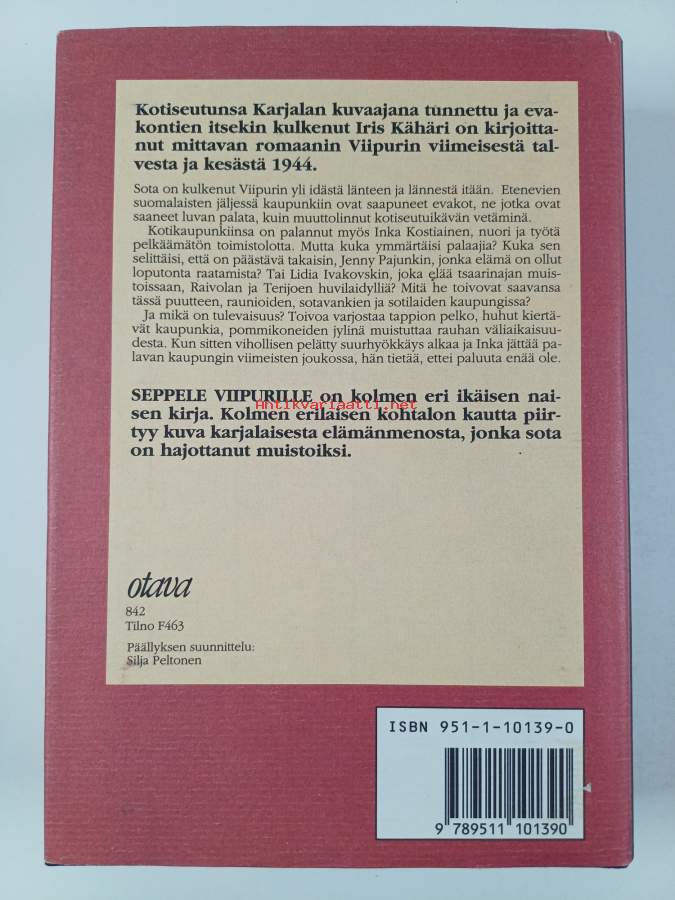 Kotiseutunsa Karjalan kuvaajana tunnettu ja eva-
kontien itsekin kulkenut Iris Kähäri on kirjoitta-
nut mittavan romaanin Viipurin viimeisestä tal-
vesta ja kesästä 1944.
Sota on kulkenut Viipurin yli idästä länteen ja lännestä itään. Etenevien
suomalaisten jäljessä kaupunkiin ovat saapuneet evakot, ne jotka ovat
saaneet luvan palata, kuin muuttolinnut kotiseutuikävän vetäminä.
Kotikaupunkiinsa on palannut myös Inka Kostiainen, nuori ja työtä
pelkäämätön toimistolotta. Mutta kuka ymmärtäisi palaajia? Kuka sen
selittäisi, että on päästävä takaisin, Jenny Pajunkin, jonka elämä on ollut
loputonta raatamista? Tai Lidia Ivakovskin, joka elää tsaarinajan muis-
toissaan, Raivolan ja Terijoen huvilaidylliä? Mitä he toivovat saavansa
tässä puutteen, raunioiden, sotavankien ja sotilaiden kaupungissa?
Ja mikä on tulevaisuus? Toivoa varjostaa tappion pelko, huhut kiertä-
vät kaupunkia, pommikoneiden jylinä muistuttaa rauhan väliaikaisuu-
desta. Kun sitten vihollisen pelätty suurhyökkäys alkaa ja Inka jättää pa-
lavan kaupungin viimeisten joukossa, hän tietää, ettei paluuta enää ole.
SEPPELE VIIPURILLE on kolmen eri ikäisen nai-
sen kirja. Kolmen erilaisen kohtalon kautta piir-
tyy kuva karjalaisesta elämänmenosta, jonka sota
on hajottanut muistoiksi.
Antikvariaatti.net
otava
842
Tilno F463
Päällyksen suunnittelu:
Silja Peltonen
ISBN 951-1-10139-0
9 789511 101390